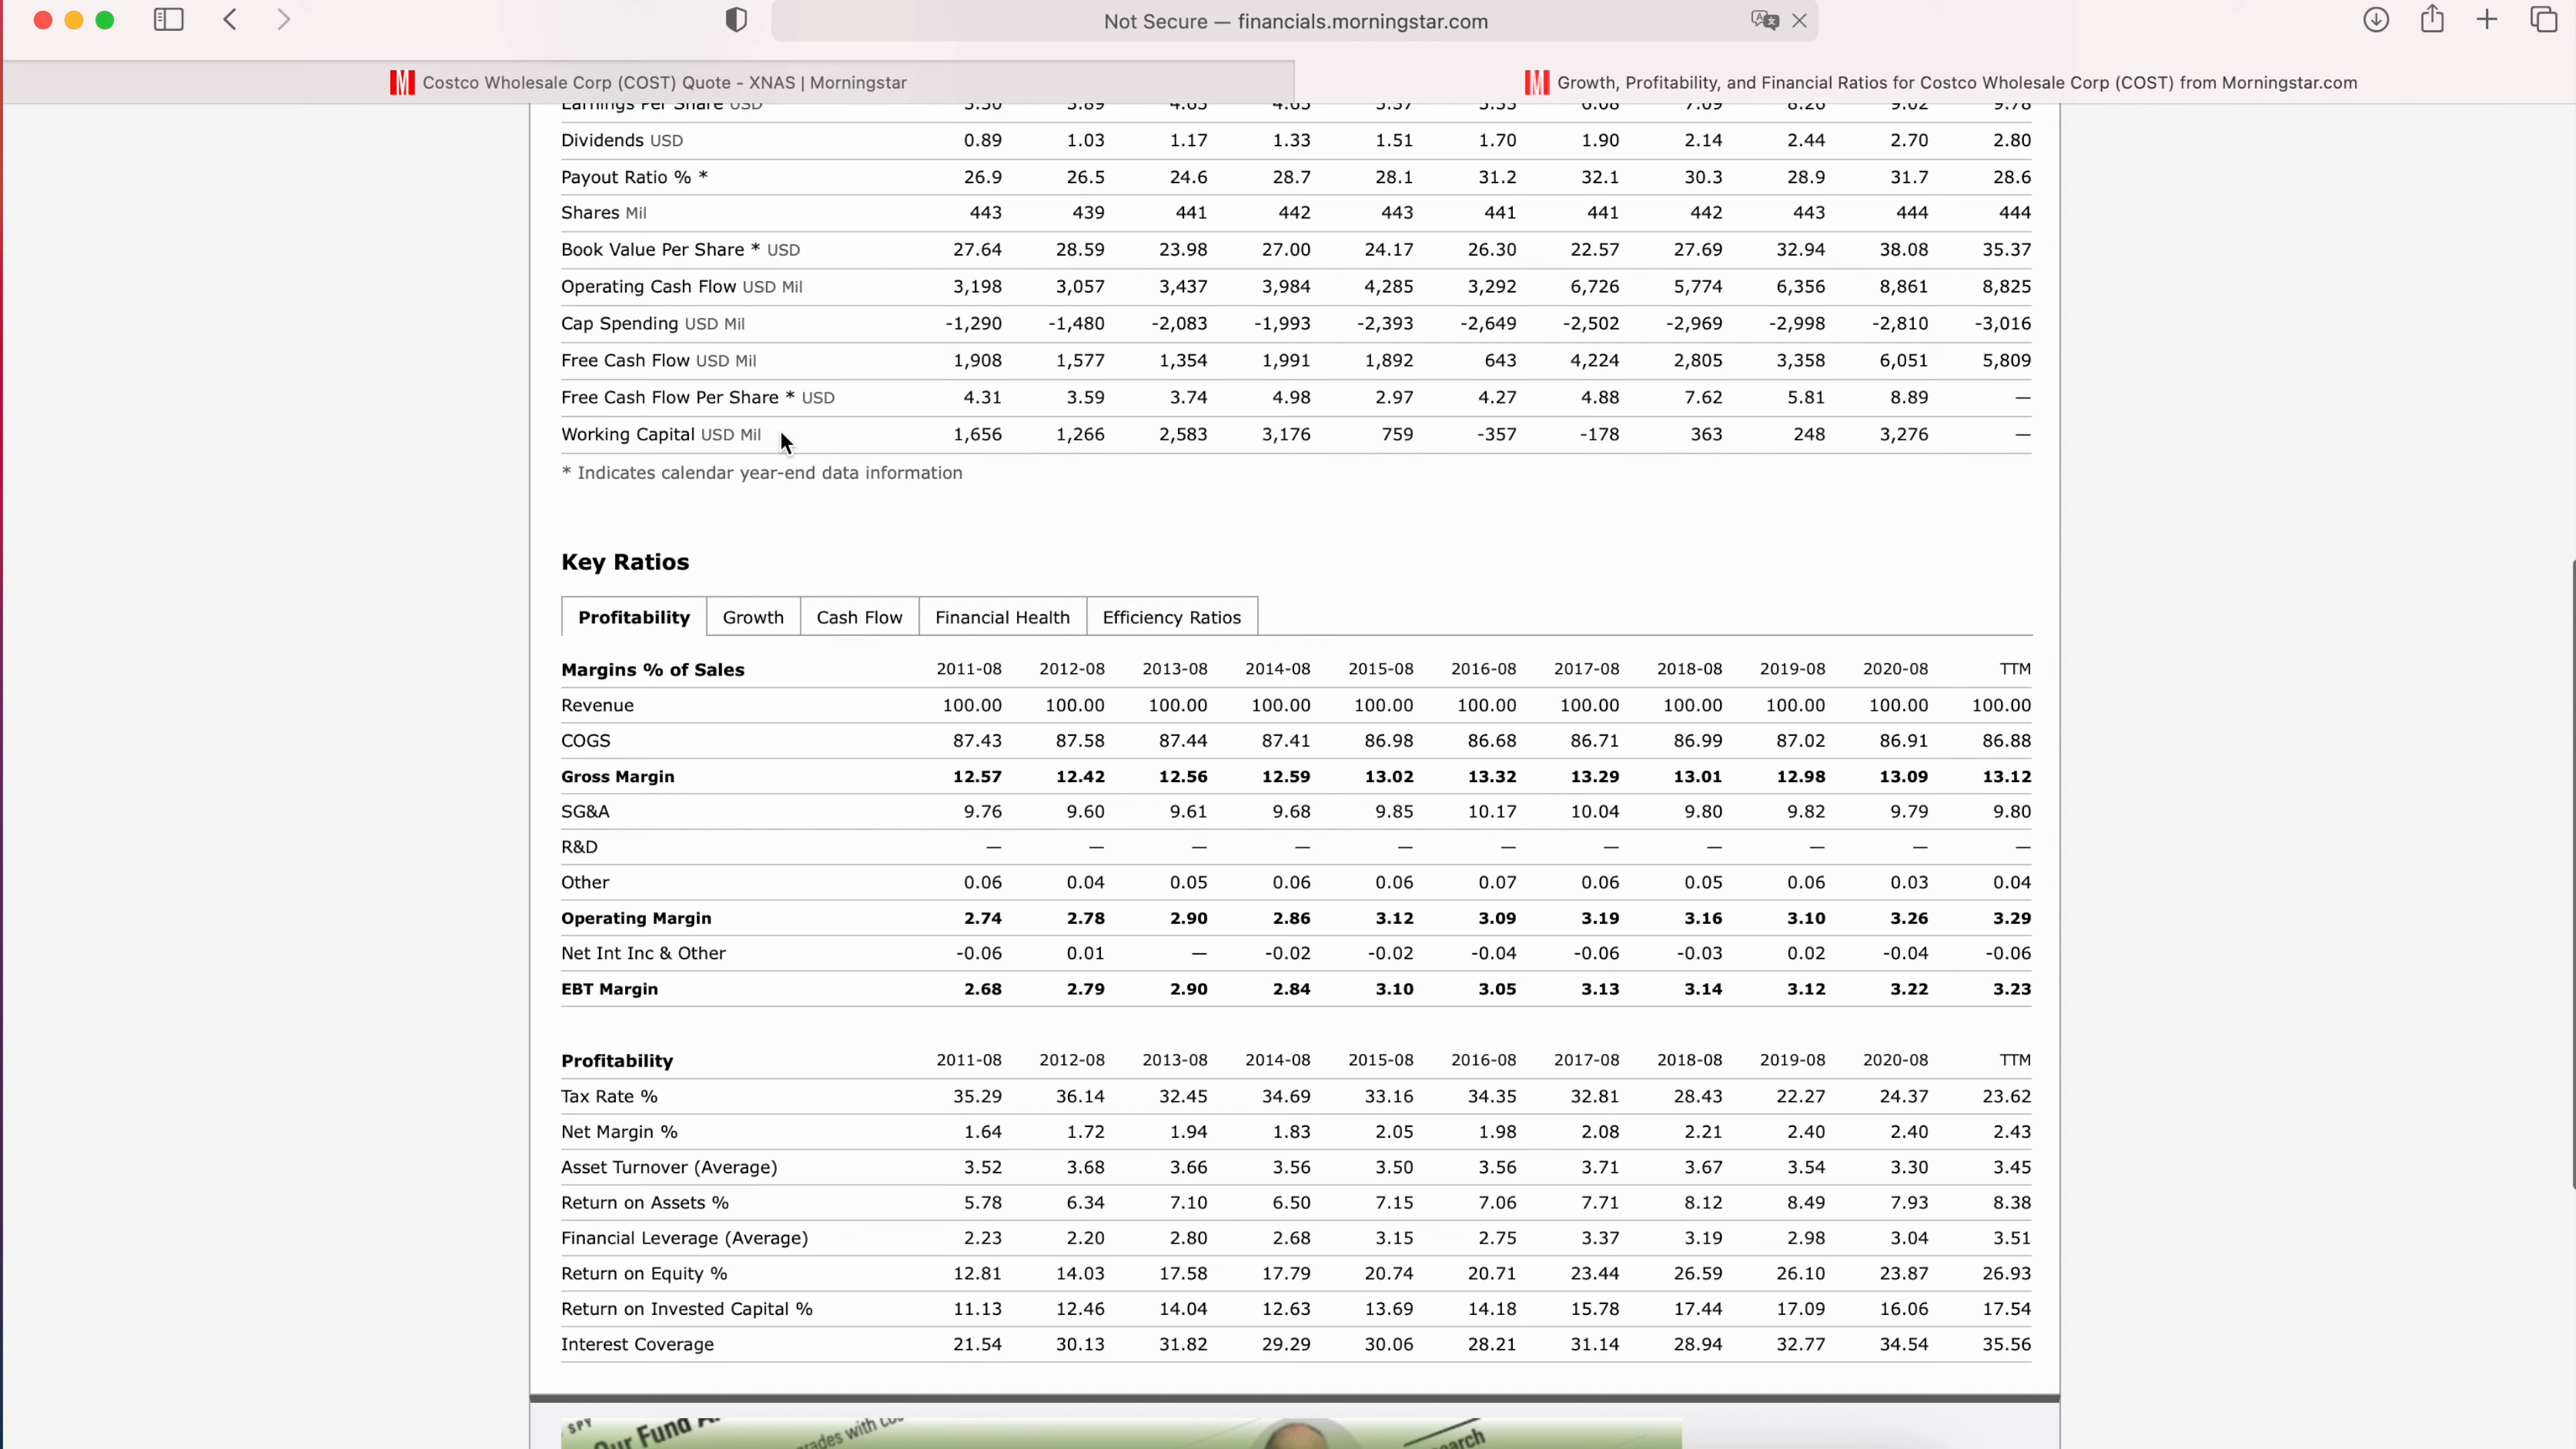 Not Secure — financials.morningstar.com
Costco Wholesale Corp (COST) Quote - XNAS | Morningstar
Growth, Profitability, and Financial Ratios for Costco Wholesale Corp (COST) from Morningstar.com
Earnings Per Share USD 3.30 3.89 4.63 4.65 5.37 5.33 6.08 7.09 8.26 9.02 9.78
Dividends USD 0.89 1.03 1.17 1.33 1.51 1.70 1.90 2.14 2.44 2.70 2.80
Payout Ratio % * 26.9 26.5 24.6 28.7 28.1 31.2 32.1 30.3 28.9 31.7 28.6
Shares Mil 443 439 441 442 443 441 441 442 443 444 444
Book Value Per Share * USD 27.64 28.59 23.98 27.00 24.17 26.30 22.57 27.69 32.94 38.08 35.37
Operating Cash Flow USD Mil 3,198 3,057 3,437 3,984 4,285 3,292 6,726 5,774 6,356 8,861 8,825
Cap Spending USD Mil -1,290 -1,480 -2,083 -1,993 -2,393 -2,649 -2,502 -2,969 -2,998 -2,810 -3,016
Free Cash Flow USD Mil 1,908 1,577 1,354 1,991 1,892 643 4,224 2,805 3,358 6,051 5,809
Free Cash Flow Per Share * USD 4.31 3.59 3.74 4.98 2.97 4.27 4.88 7.62 5.81 8.89 —
Working Capital USD Mil 1,656 1,266 2,583 3,176 759 -357 -178 363 248 3,276 —
* Indicates calendar year-end data information
Key Ratios
Profitability Growth Cash Flow Financial Health Efficiency Ratios
Margins % of Sales 2011-08 2012-08 2013-08 2014-08 2015-08 2016-08 2017-08 2018-08 2019-08 2020-08 TTM
Revenue 100.00 100.00 100.00 100.00 100.00 100.00 100.00 100.00 100.00 100.00 100.00
COGS 87.43 87.58 87.44 87.41 86.98 86.68 86.71 86.99 87.02 86.91 86.88
Gross Margin 12.57 12.42 12.56 12.59 13.02 13.32 13.29 13.01 12.98 13.09 13.12
SG&A 9.76 9.60 9.61 9.68 9.85 10.17 10.04 9.80 9.82 9.79 9.80
R&D — — — — — — — — — — —
Other 0.06 0.04 0.05 0.06 0.06 0.07 0.06 0.05 0.06 0.03 0.04
Operating Margin 2.74 2.78 2.90 2.86 3.12 3.09 3.19 3.16 3.10 3.26 3.29
Net Int Inc & Other -0.06 0.01 — -0.02 -0.02 -0.04 -0.06 -0.03 0.02 -0.04 -0.06
EBT Margin 2.68 2.79 2.90 2.84 3.10 3.05 3.13 3.14 3.12 3.22 3.23
Profitability 2011-08 2012-08 2013-08 2014-08 2015-08 2016-08 2017-08 2018-08 2019-08 2020-08 TTM
Tax Rate % 35.29 36.14 32.45 34.69 33.16 34.35 32.81 28.43 22.27 24.37 23.62
Net Margin % 1.64 1.72 1.94 1.83 2.05 1.98 2.08 2.21 2.40 2.40 2.43
Asset Turnover (Average) 3.52 3.68 3.66 3.56 3.50 3.56 3.71 3.67 3.54 3.30 3.45
Return on Assets % 5.78 6.34 7.10 6.50 7.15 7.06 7.71 8.12 8.49 7.93 8.38
Financial Leverage (Average) 2.23 2.20 2.80 2.68 3.15 2.75 3.37 3.19 2.98 3.04 3.51
Return on Equity % 12.81 14.03 17.58 17.79 20.74 20.71 23.44 26.59 26.10 23.87 26.93
Return on Invested Capital % 11.13 12.46 14.04 12.63 13.69 14.18 15.78 17.44 17.09 16.06 17.54
Interest Coverage 21.54 30.13 31.82 29.29 30.06 28.21 31.14 28.94 32.77 34.54 35.56
SPY
Our Fund